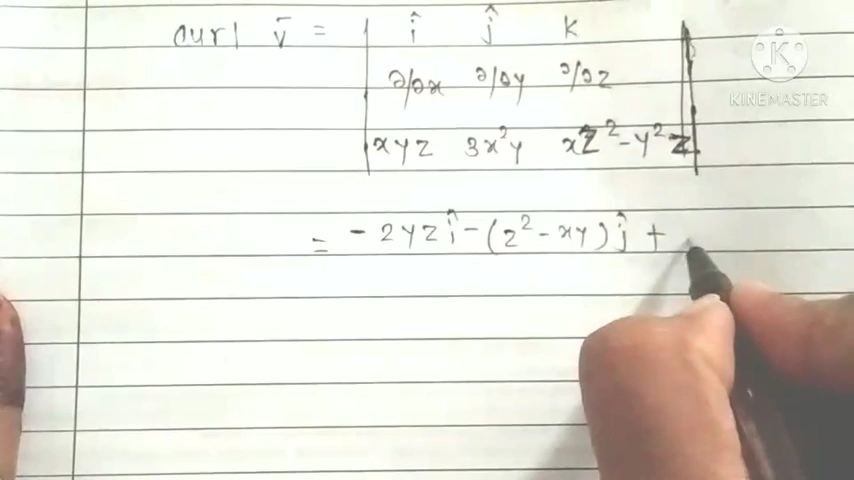 curl v̄ = | î ĵ k |
KINEMASTER
∂/∂x ∂/∂y ∂/∂z
xyz 3x²y xz²-y²z
= - 2yz î - (z² - xy) ĵ +